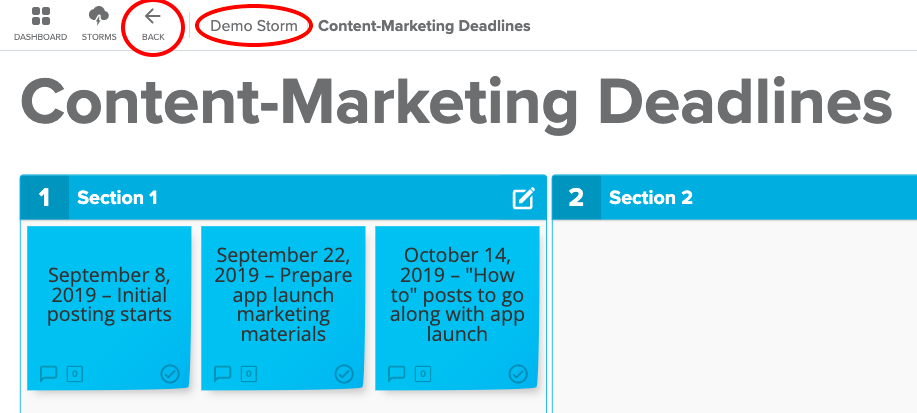 DASHBOARD
STORMS
BACK
Demo Storm
Content-Marketing Deadlines
Content-Marketing Deadlines
1
Section 1
2
Section 2
September 8,
2019 – Initial
posting starts
0
September 22,
2019 – Prepare
app launch
marketing
materials
0
October 14,
2019 – "How
to" posts to go
along with app
launch
0